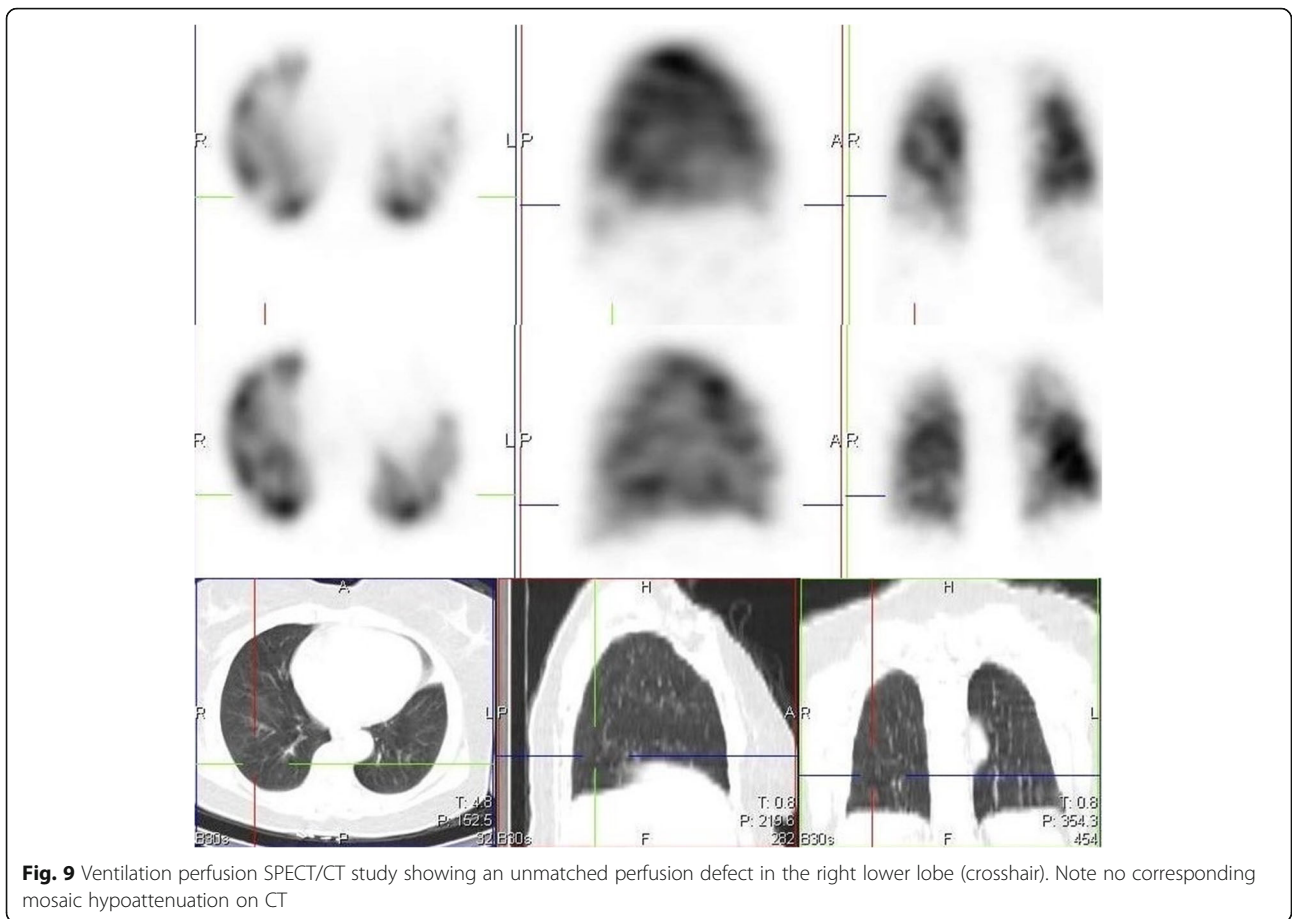 R
L P
A R
R
L P
A R
A
H
H
R
L P
A R
L
T: 4.8
P: 152.5
32
B30s
P
T: 0.8
P: 219.6
282
B30s
F
T: 0.8
P: 354.3
454
B30s
F
Fig. 9 Ventilation perfusion SPECT/CT study showing an unmatched perfusion defect in the right lower lobe (crosshair). Note no corresponding
mosaic hypoattenuation on CT